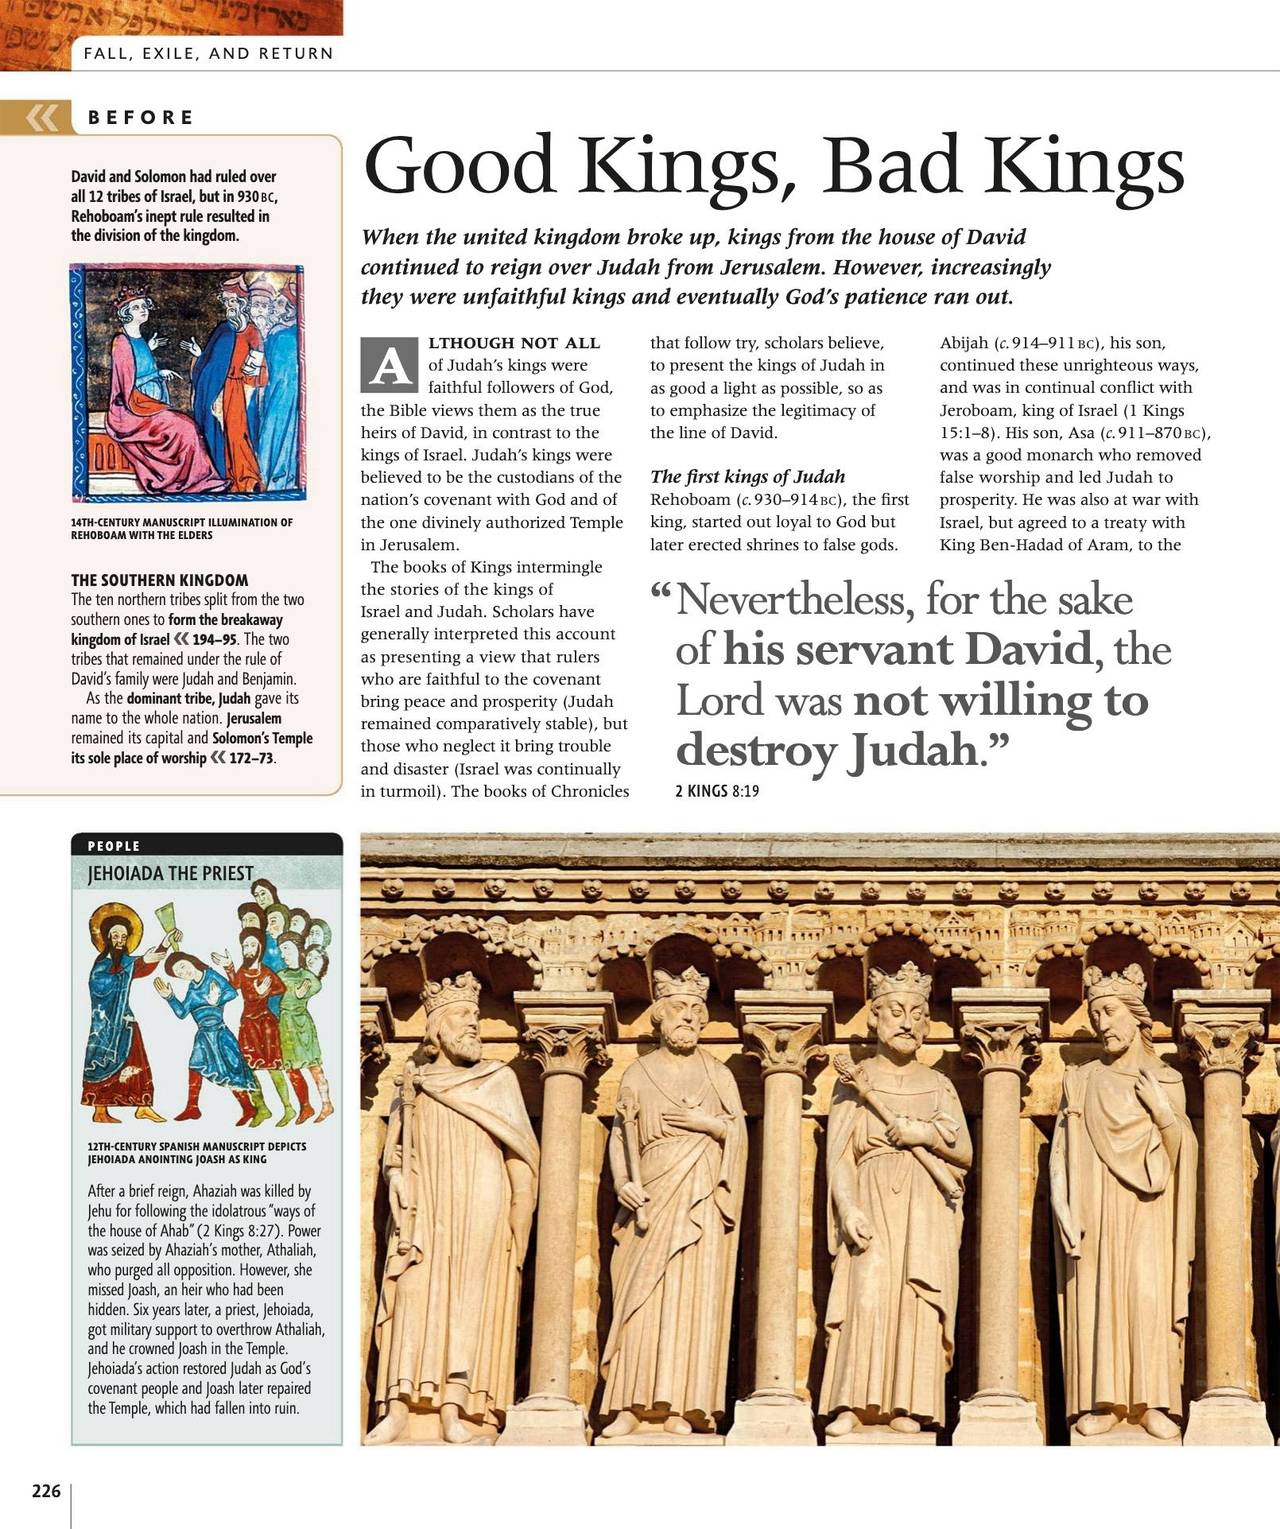 FALL, EXILE, AND RETURN
BEFORE
David and Solomon had ruled over
all 12 tribes of Israel, but in 930 BC,
Rehoboam's inept rule resulted in
the division of the kingdom.
14TH-CENTURY MANUSCRIPT ILLUMINATION OF
REHOBOAM WITH THE ELDERS
THE SOUTHERN KINGDOM
The ten northern tribes split from the two
southern ones to form the breakaway
kingdom of Israel « 194–95. The two
tribes that remained under the rule of
David's family were Judah and Benjamin.
As the dominant tribe, Judah gave its
name to the whole nation. Jerusalem
remained its capital and Solomon's Temple
its sole place of worship « 172–73.
Good Kings, Bad Kings
When the united kingdom broke up, kings from the house of David
continued to reign over Judah from Jerusalem. However, increasingly
they were unfaithful kings and eventually God's patience ran out.
ALTHOUGH NOT ALL
of Judah's kings were
faithful followers of God,
the Bible views them as the true
heirs of David, in contrast to the
kings of Israel. Judah's kings were
believed to be the custodians of the
nation's covenant with God and of
the one divinely authorized Temple
in Jerusalem.
The books of Kings intermingle
the stories of the kings of
Israel and Judah. Scholars have
generally interpreted this account
as presenting a view that rulers
who are faithful to the covenant
bring peace and prosperity (Judah
remained comparatively stable), but
those who neglect it bring trouble
and disaster (Israel was continually
in turmoil). The books of Chronicles
that follow try, scholars believe,
to present the kings of Judah in
as good a light as possible, so as
to emphasize the legitimacy of
the line of David.
The first kings of Judah
Rehoboam (c. 930–914 BC), the first
king, started out loyal to God but
later erected shrines to false gods.
Abijah (c. 914–911 BC), his son,
continued these unrighteous ways,
and was in continual conflict with
Jeroboam, king of Israel (1 Kings
15:1–8). His son, Asa (c. 911–870 BC),
was a good monarch who removed
false worship and led Judah to
prosperity. He was also at war with
Israel, but agreed to a treaty with
King Ben-Hadad of Aram, to the
“Nevertheless, for the sake
of his servant David, the
Lord was not willing to
destroy Judah.”
2 KINGS 8:19
PEOPLE
JEHOIADA THE PRIEST
12TH-CENTURY SPANISH MANUSCRIPT DEPICTS
JEHOIADA ANOINTING JOASH AS KING
After a brief reign, Ahaziah was killed by
Jehu for following the idolatrous “ways of
the house of Ahab” (2 Kings 8:27). Power
was seized by Ahaziah's mother, Athaliah,
who purged all opposition. However, she
missed Joash, an heir who had been
hidden. Six years later, a priest, Jehoiada,
got military support to overthrow Athaliah,
and he crowned Joash in the Temple.
Jehoiada's action restored Judah as God's
covenant people and Joash later repaired
the Temple, which had fallen into ruin.
226